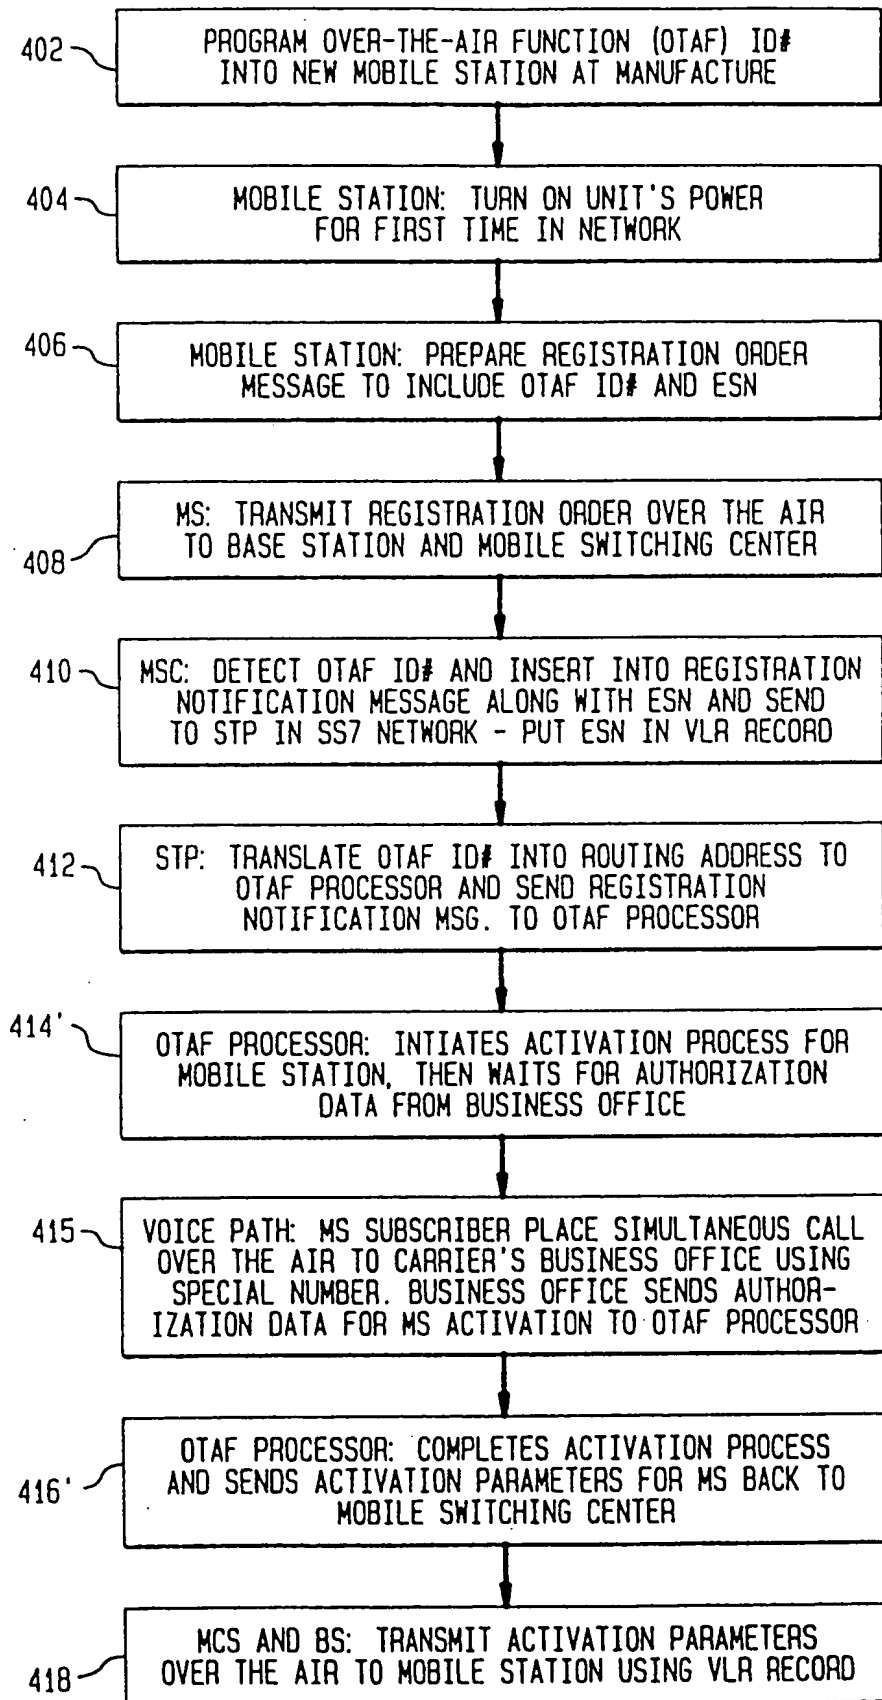 402
PROGRAM OVER-THE-AIR FUNCTION (OTAF) ID#
INTO NEW MOBILE STATION AT MANUFACTURE
404
MOBILE STATION: TURN ON UNIT'S POWER
FOR FIRST TIME IN NETWORK
406
MOBILE STATION: PREPARE REGISTRATION ORDER
MESSAGE TO INCLUDE OTAF ID# AND ESN
408
MS: TRANSMIT REGISTRATION ORDER OVER THE AIR
TO BASE STATION AND MOBILE SWITCHING CENTER
410
MSC: DETECT OTAF ID# AND INSERT INTO REGISTRATION
NOTIFICATION MESSAGE ALONG WITH ESN AND SEND
TO STP IN SS7 NETWORK - PUT ESN IN VLR RECORD
412
STP: TRANSLATE OTAF ID# INTO ROUTING ADDRESS TO
OTAF PROCESSOR AND SEND REGISTRATION
NOTIFICATION MSG. TO OTAF PROCESSOR
414'
OTAF PROCESSOR: INTIATES ACTIVATION PROCESS FOR
MOBILE STATION, THEN WAITS FOR AUTHORIZATION
DATA FROM BUSINESS OFFICE
415
VOICE PATH: MS SUBSCRIBER PLACE SIMULTANEOUS CALL
OVER THE AIR TO CARRIER'S BUSINESS OFFICE USING
SPECIAL NUMBER. BUSINESS OFFICE SENDS AUTHOR-
IZATION DATA FOR MS ACTIVATION TO OTAF PROCESSOR
416'
OTAF PROCESSOR: COMPLETES ACTIVATION PROCESS
AND SENDS ACTIVATION PARAMETERS FOR MS BACK TO
MOBILE SWITCHING CENTER
418
MCS AND BS: TRANSMIT ACTIVATION PARAMETERS
OVER THE AIR TO MOBILE STATION USING VLR RECORD